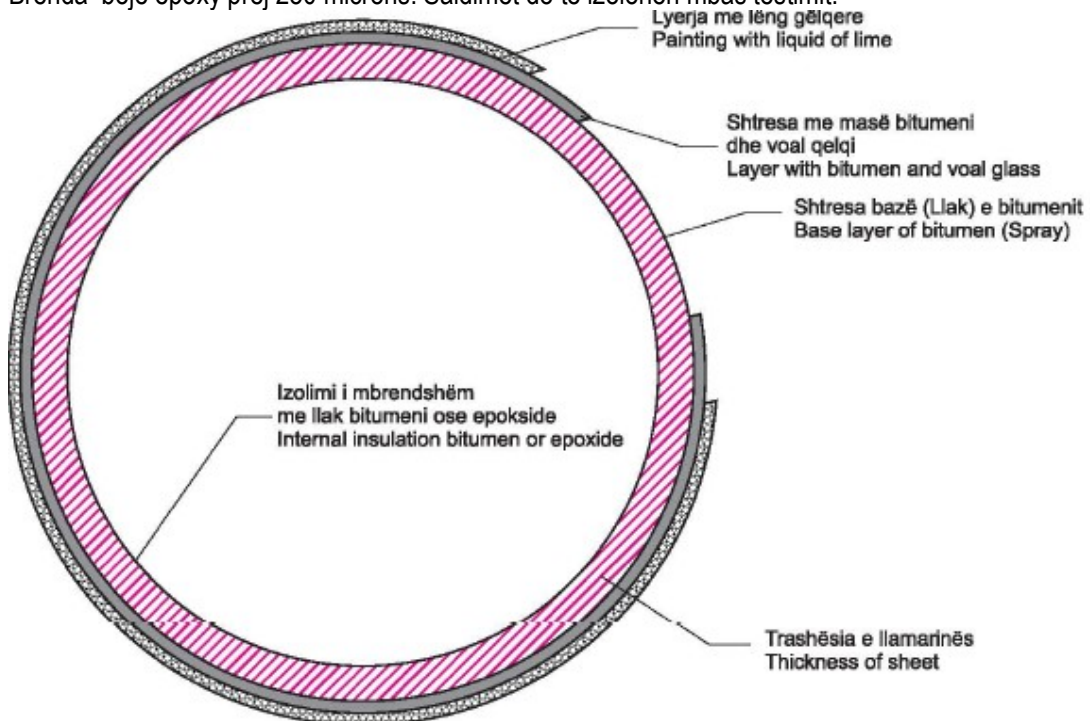 Lyerja me lëng gëlqere
Painting with liquid of lime
Shtresa me masë bitumeni
dhe voal qelqi
Layer with bitumen and voal glass
Shtresa bazë (Llak) e bitumenit
Base layer of bitumen (Spray)
Izolimi i mbrendshëm
me llak bitumeni ose epokside
Internal insulation bitumen or epoxide
Trashësia e llamarinës
Thickness of sheet